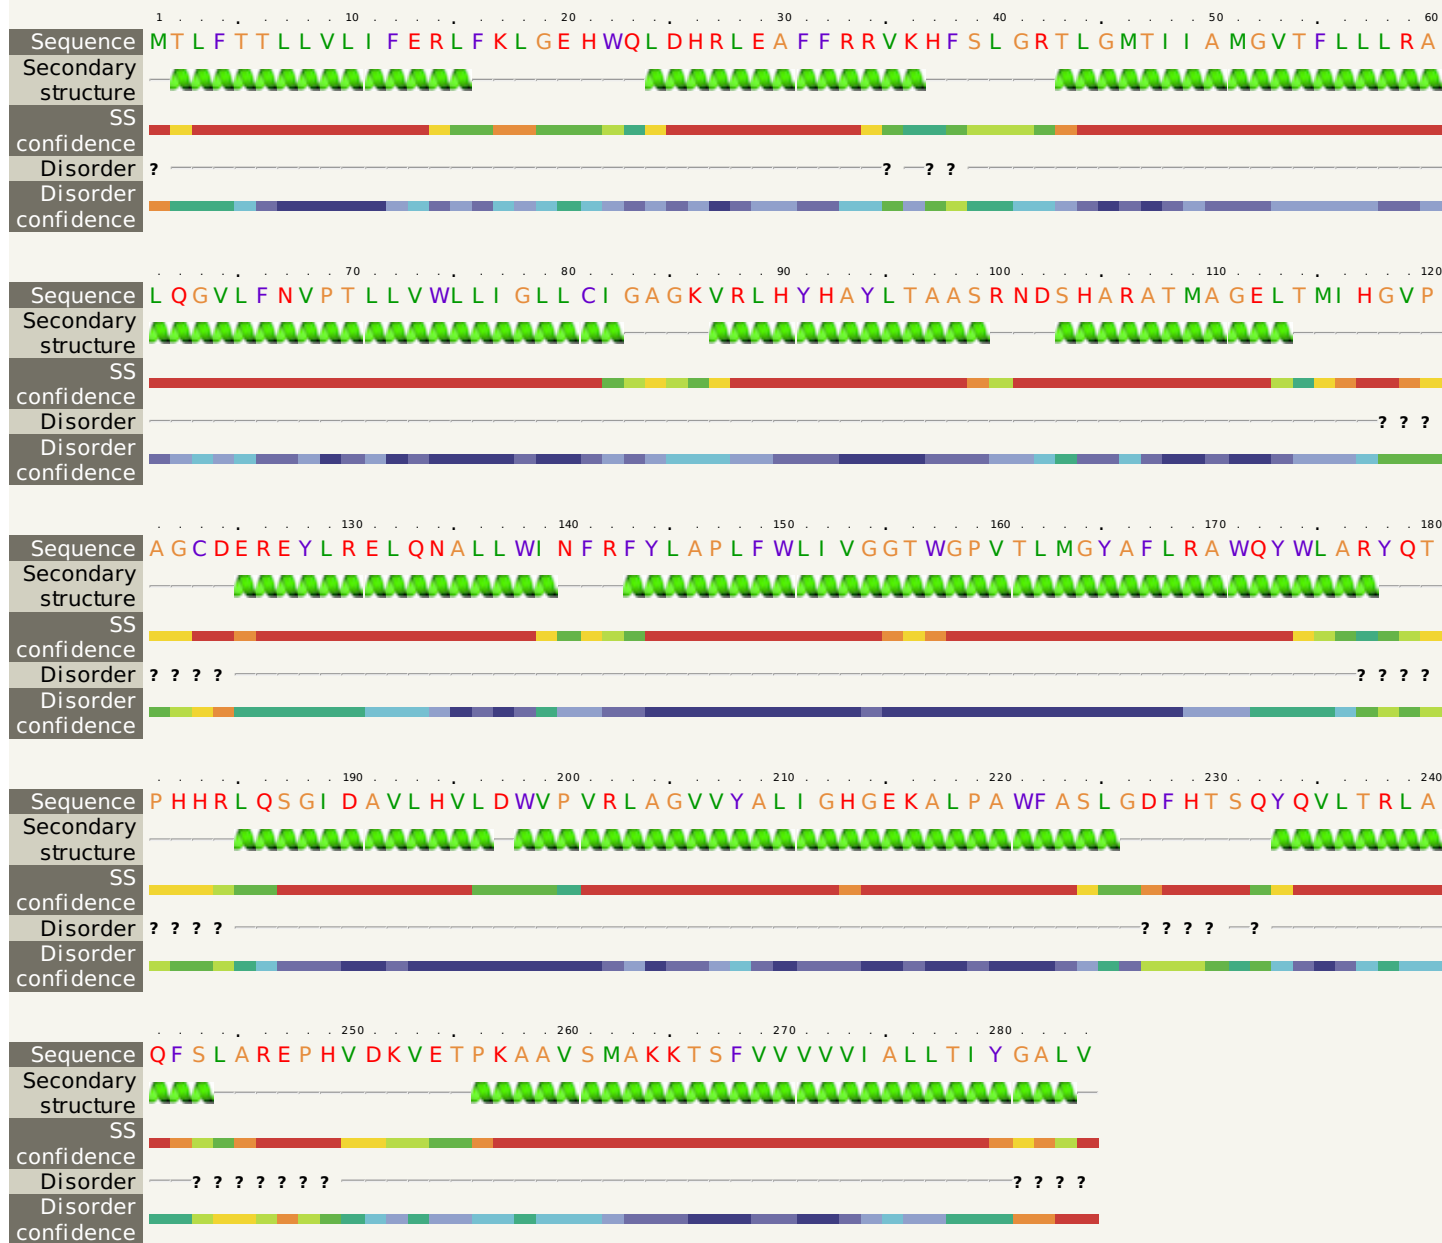 1 10 20 30 40 50 60
Sequence MTLFTTLLVLIFERLFKLGEHWQLDHRLEAFFRRVKHFSLGRTLGMTIIAMGVTFLLLRA
Secondary
structure
SS
confidence
Disorder ? ? ? ?
Disorder
confidence
70 80 90 100 110 120
Sequence LQGVLFNVPTLLVWLLIGLLCIGAGKVRLHYHAYLTAASRNDSHARATMAGELTMIHGVP
Secondary
structure
SS
confidence
Disorder ? ? ?
Disorder
confidence
130 140 150 160 170 180
Sequence AGCDEREYLRELQNALLWINFRFYLAPLFWLIVGGTWGPVTLMGYAFLRAWQYWLARYQT
Secondary
structure
SS
confidence
Disorder ? ? ? ? ? ? ? ?
Disorder
confidence
190 200 210 220 230 240
Sequence PHHRLQSGIDAVLHVLDWVPVRLAGVVYALIGHGEKALPAWFASLGDFHTSQYQVLTRLA
Secondary
structure
SS
confidence
Disorder ? ? ? ? ? ? ? ? ?
Disorder
confidence
250 260 270 280
Sequence QFSLAREPHVDKVETPKAAVSMAKKTSFVVVVVIALLTIYGALV
Secondary
structure
SS
confidence
Disorder ? ? ? ? ? ? ? ? ? ? ?
Disorder
confidence